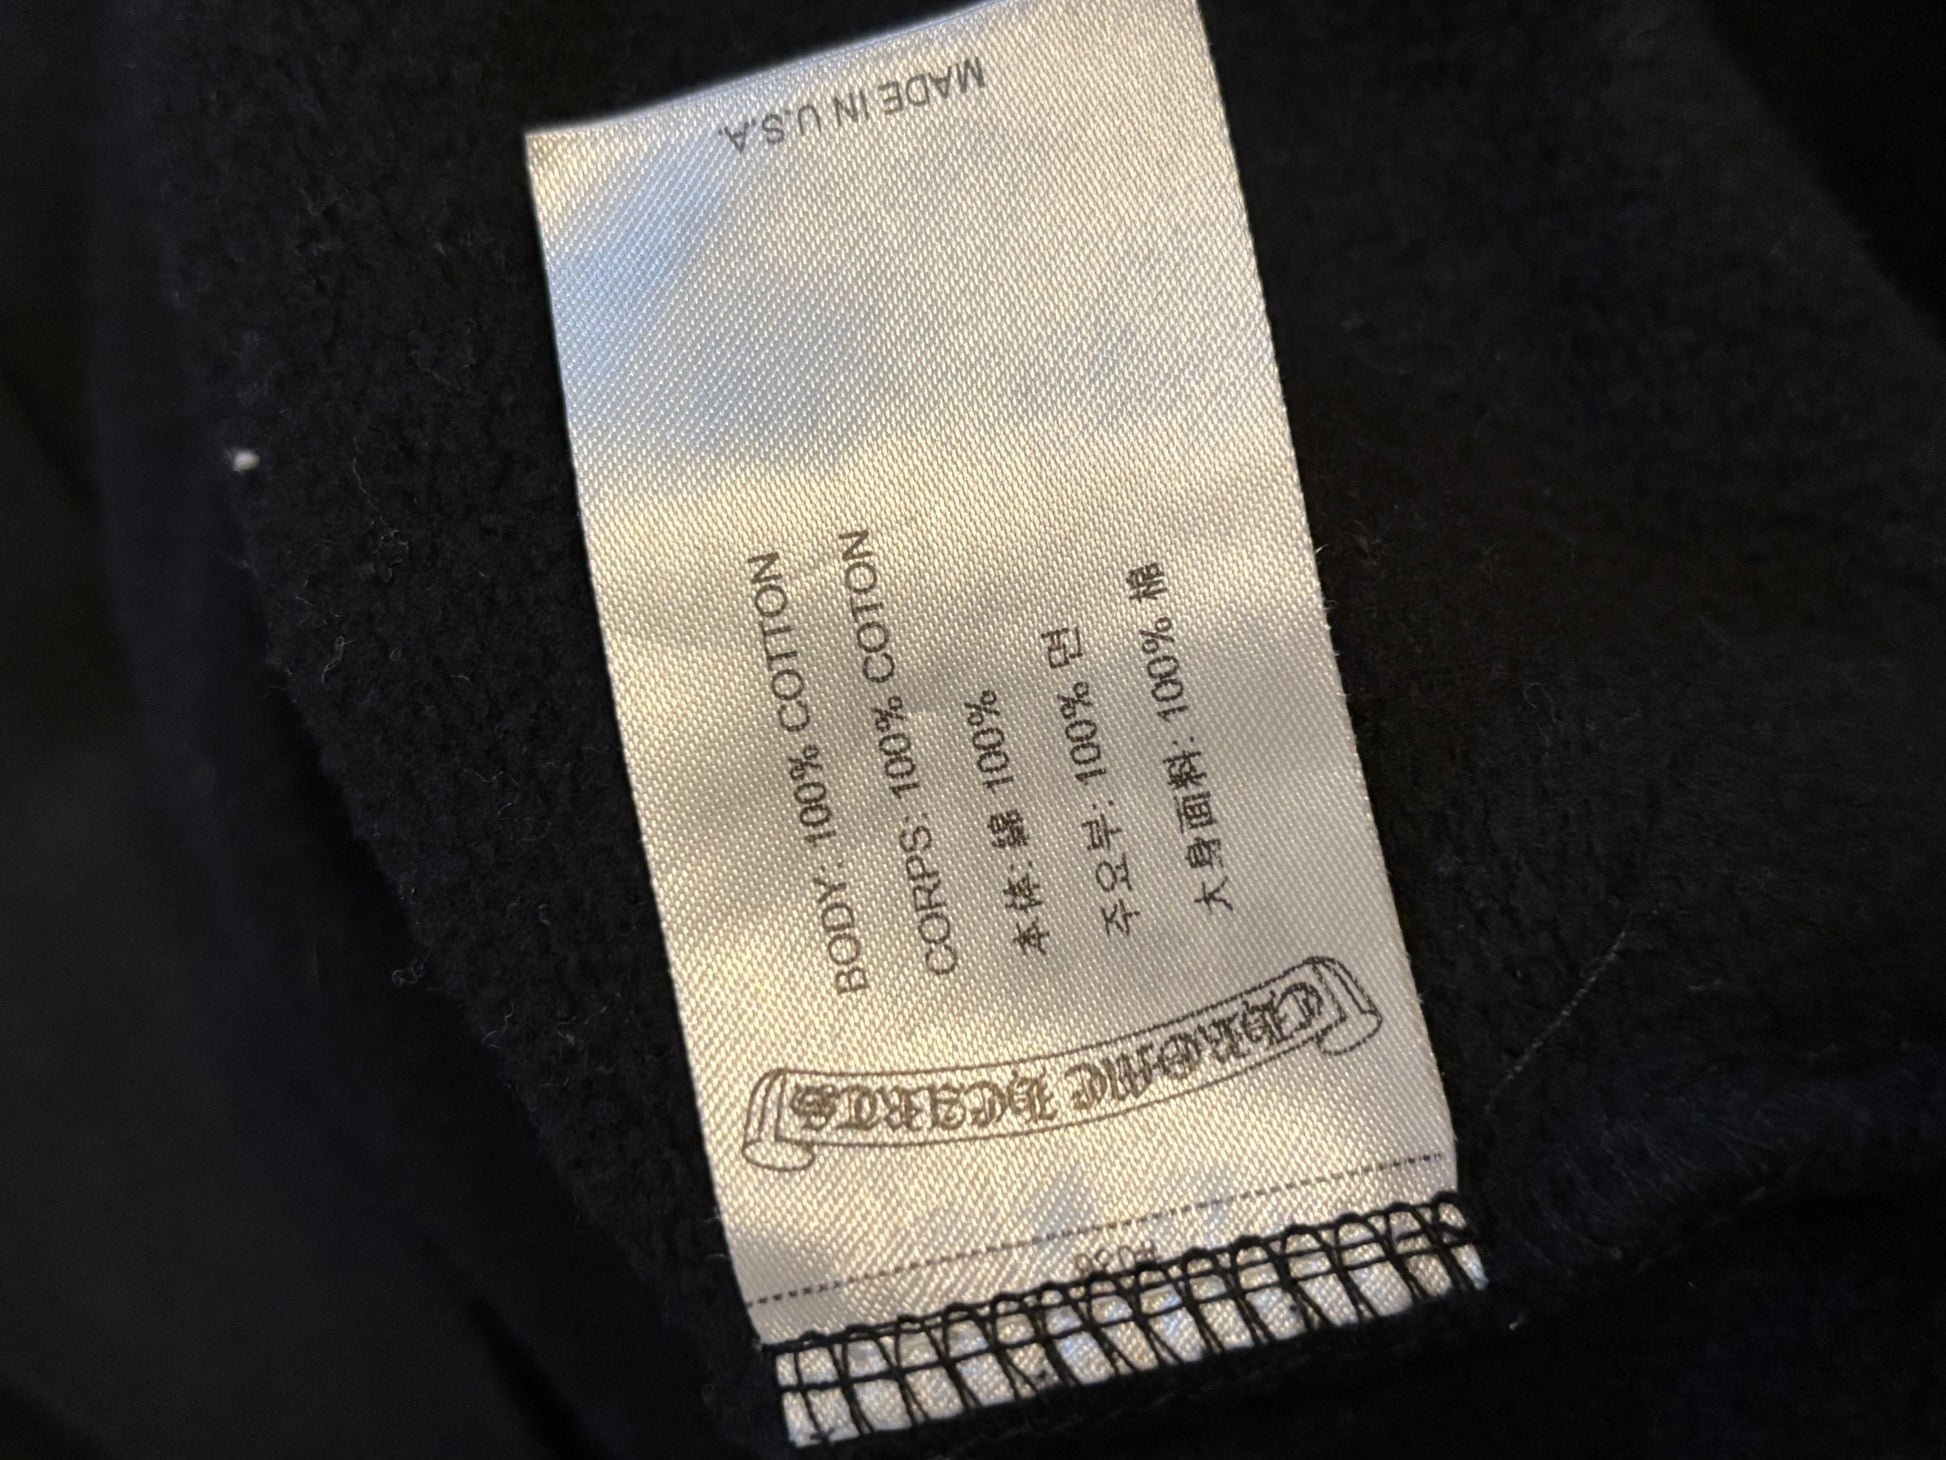 CHROME HEARTS
BODY: 100% COTTON
CORPS: 100% COTON
本体: 綿 100%
주요부: 100% 면
大身面料: 100% 棉
MADE IN U.S.A.